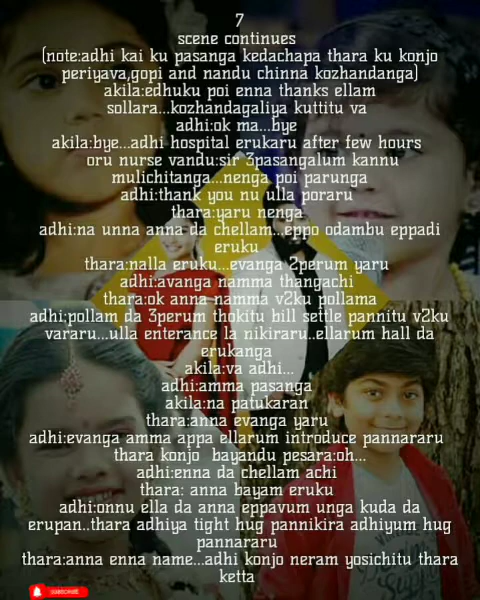 7
scene continues
(note:adhi kai ku pasanga kedachapa thara ku konjo
periyava,gopi and nandu chinna kozhandanga)
akila:edhuku poi enna thanks ellam
sollara...kozhandagaliya kuttitu va
adhi:ok ma...bye
akila:bye...adhi hospital erukaru after few hours
oru nurse vandu:sir 3pasangalum kannu
mulichitanga...nenga poi parunga
adhi:thank you nu ulla poraru
thara:yaru nenga
adhi:na unna anna da chellam...eppo odambu eppadi
eruku
thara:nalla eruku...evanga 2perum yaru
adhi:avanga namma thangachi
thara:ok anna namma v2ku pollama
adhi;pollam da 3perum thokitu bill settle pannitu v2ku
vararu...ulla enterance la nikiraru..ellarum hall da
erukanga
akila:va adhi...
adhi:amma pasanga
akila:na patukaran
thara:anna evanga yaru
adhi:evanga amma appa ellarum introduce pannararu
thara konjo bayandu pesara:oh...
adhi:enna da chellam achi
thara: anna bayam eruku
adhi:onnu ella da anna eppavum unga kuda da
erupan..thara adhiya tight hug pannikira adhiyum hug
pannararu
thara:anna enna name...adhi konjo neram yosichitu thara
ketta
SUBSCRIBE